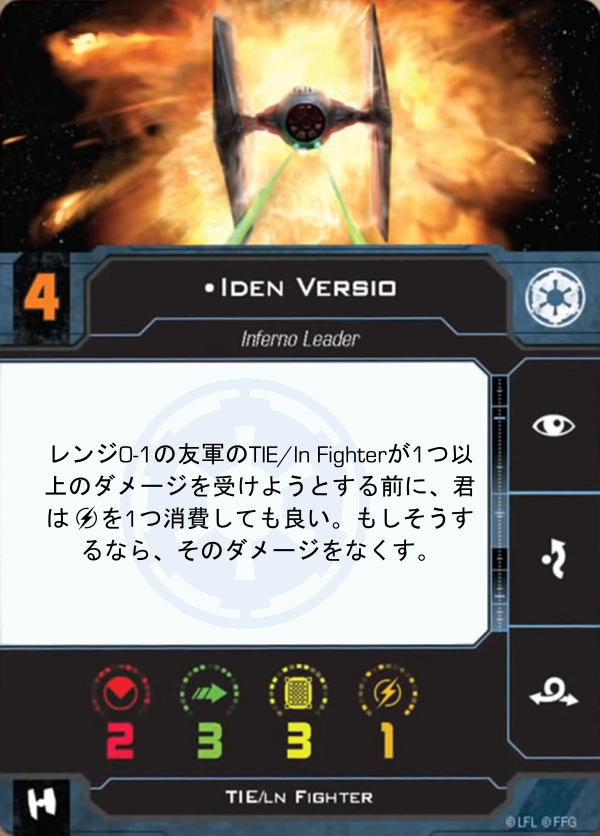 4
•Iden Versio
Inferno Leader
レンジ0-1の友軍のTIE/ln Fighterが1つ以
上のダメージを受けようとする前に、君
は を1つ消費しても良い。もしそうす
るなら、そのダメージをなくす。
2 3 3 1
TIE/ln Fighter
©LFL ©FFG